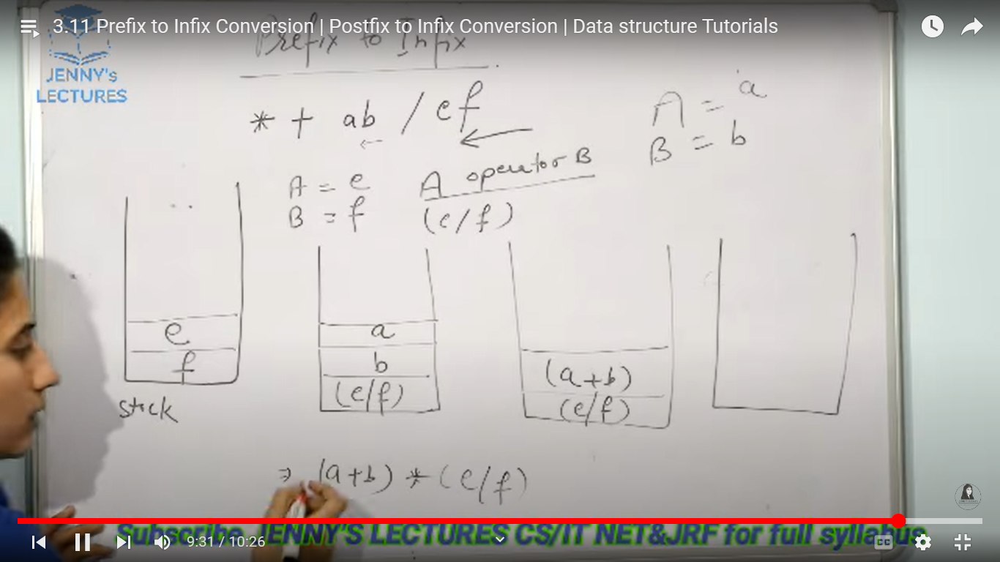 3.11 Prefix to Infix Conversion | Postfix to Infix Conversion | Data structure Tutorials
Prefix to Infix
JENNY's
LECTURES
* + ab / ef
A = a
B = b
A = e
B = f
A operator B
(e/f)
e
f
stack
a
b
(e/f)
(a+b)
(e/f)
⇒ (a+b) * (e/f)
Subscribe JENNY'S LECTURES CS/IT NET&JRF for full syllabus
9:31 / 10:26
CC